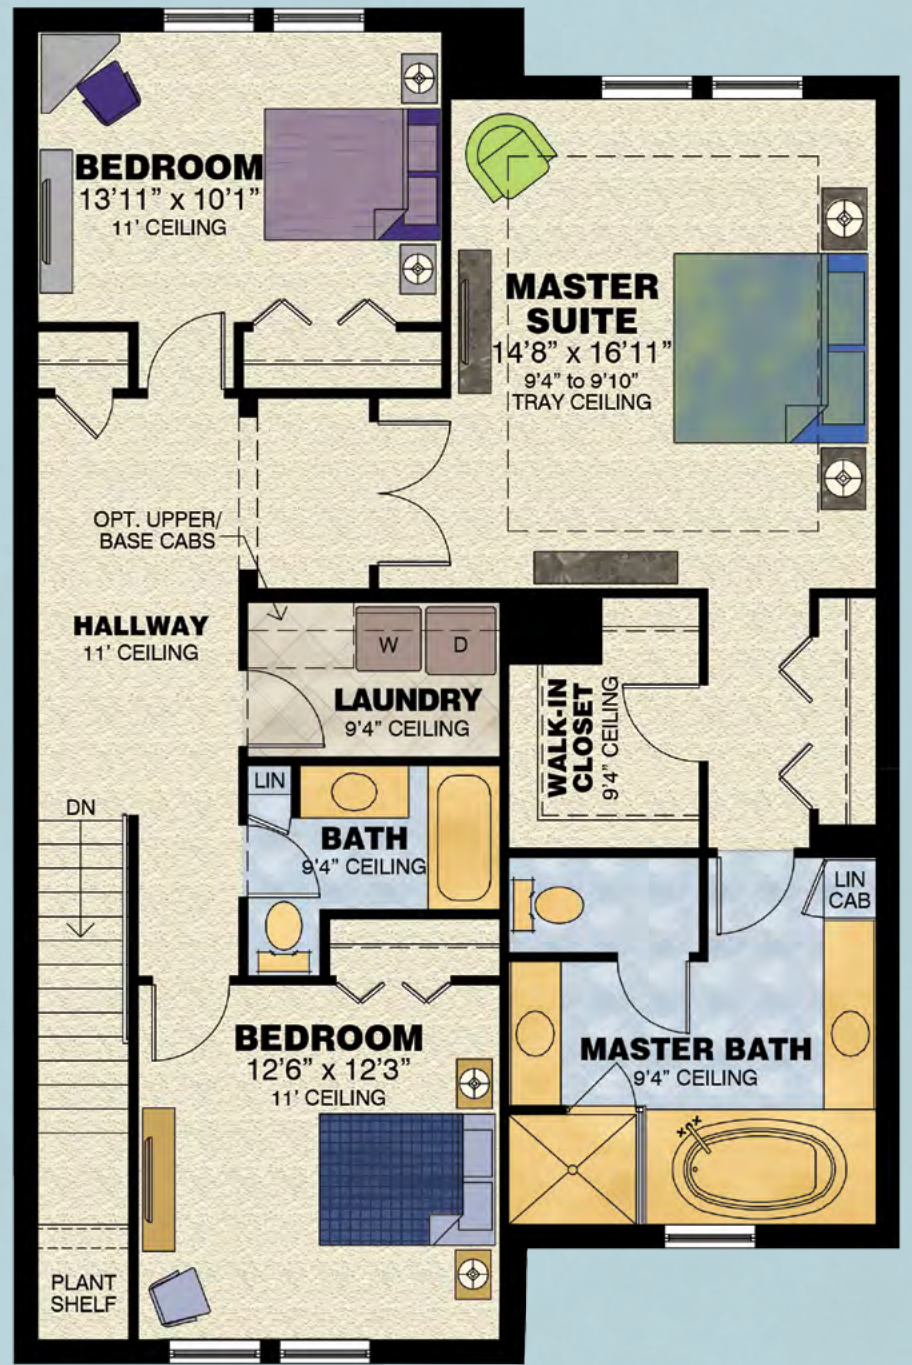 BEDROOM
13'11" x 10'1"
11' CEILING
MASTER
SUITE
14'8" x 16'11"
9'4" to 9'10"
TRAY CEILING
OPT. UPPER/
BASE CABS
HALLWAY
11' CEILING
W
D
LAUNDRY
9'4" CEILING
WALK-IN
CLOSET
9'4" CEILING
LIN
BATH
9'4" CEILING
DN
LIN
CAB
BEDROOM
12'6" x 12'3"
11' CEILING
MASTER BATH
9'4" CEILING
PLANT
SHELF